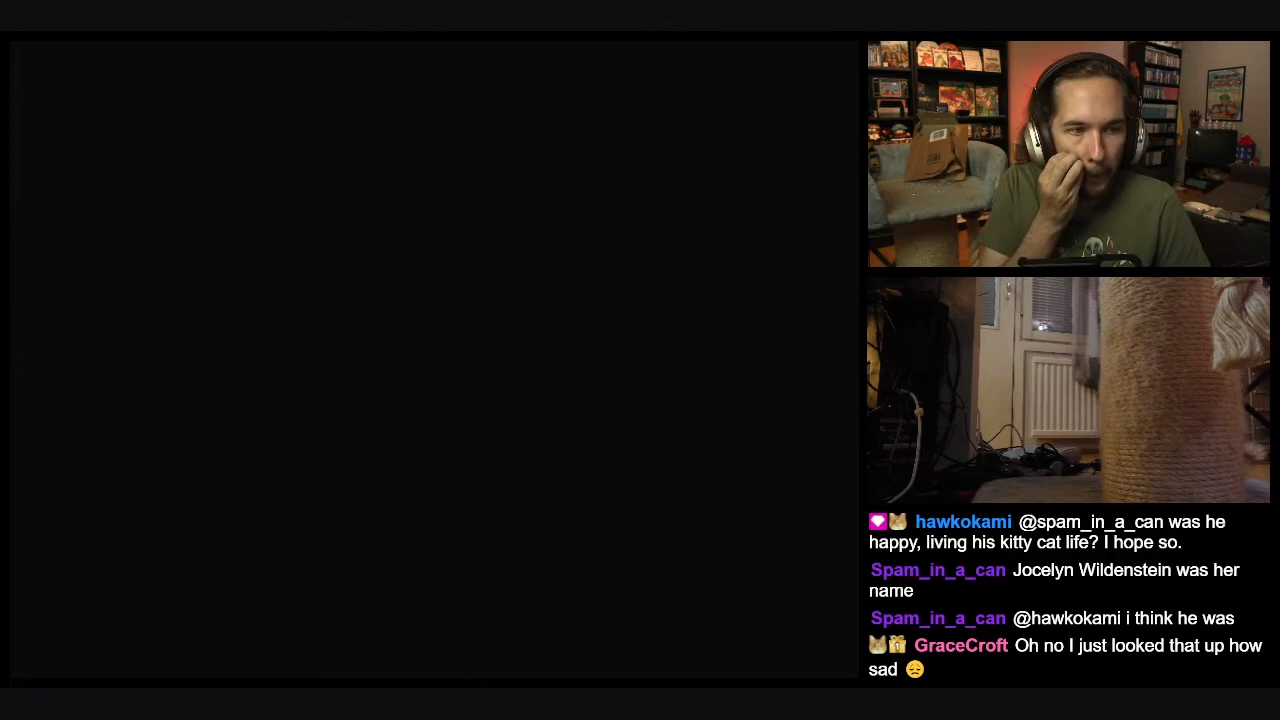 hawkokami @spam_in_a_can was he
happy, living his kitty cat life? I hope so.
Spam_in_a_can Jocelyn Wildenstein was her
name
Spam_in_a_can @hawkokami i think he was
GraceCroft Oh no I just looked that up how
sad